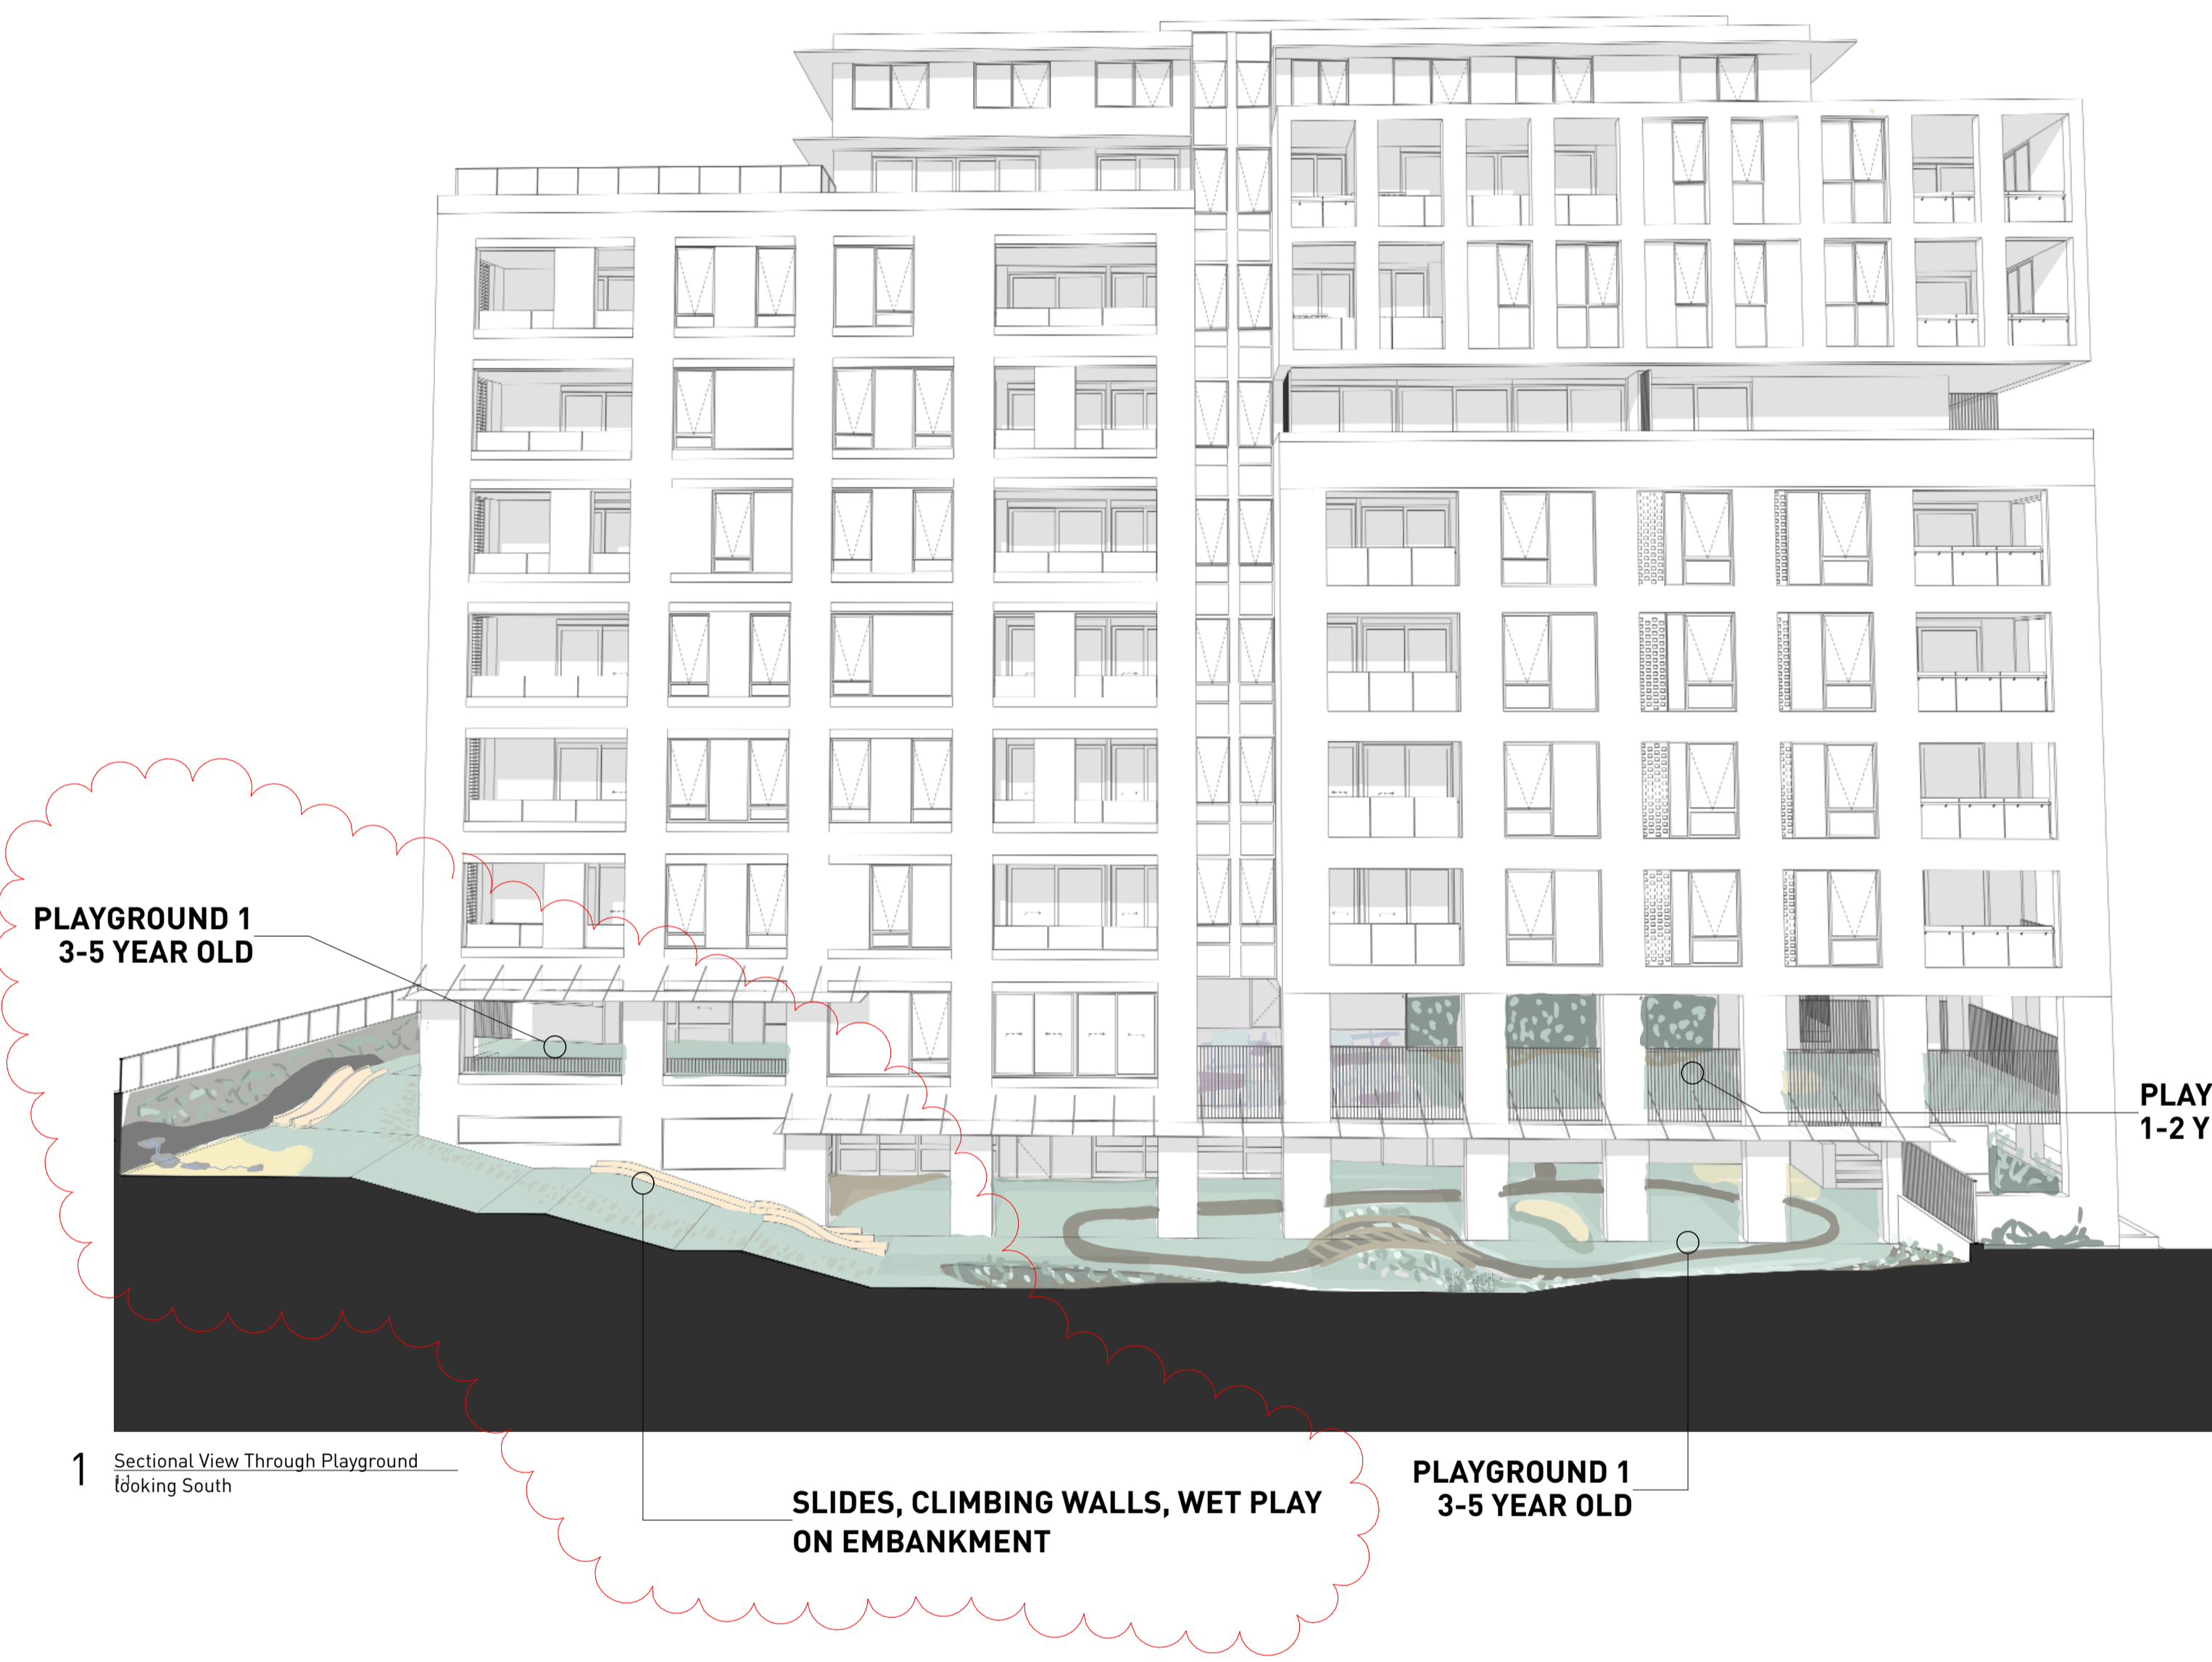 PLAYGROUND 1
3-5 YEAR OLD
PLAY
1-2 Y
1
Sectional View Through Playground
looking South
SLIDES, CLIMBING WALLS, WET PLAY
ON EMBANKMENT
PLAYGROUND 1
3-5 YEAR OLD